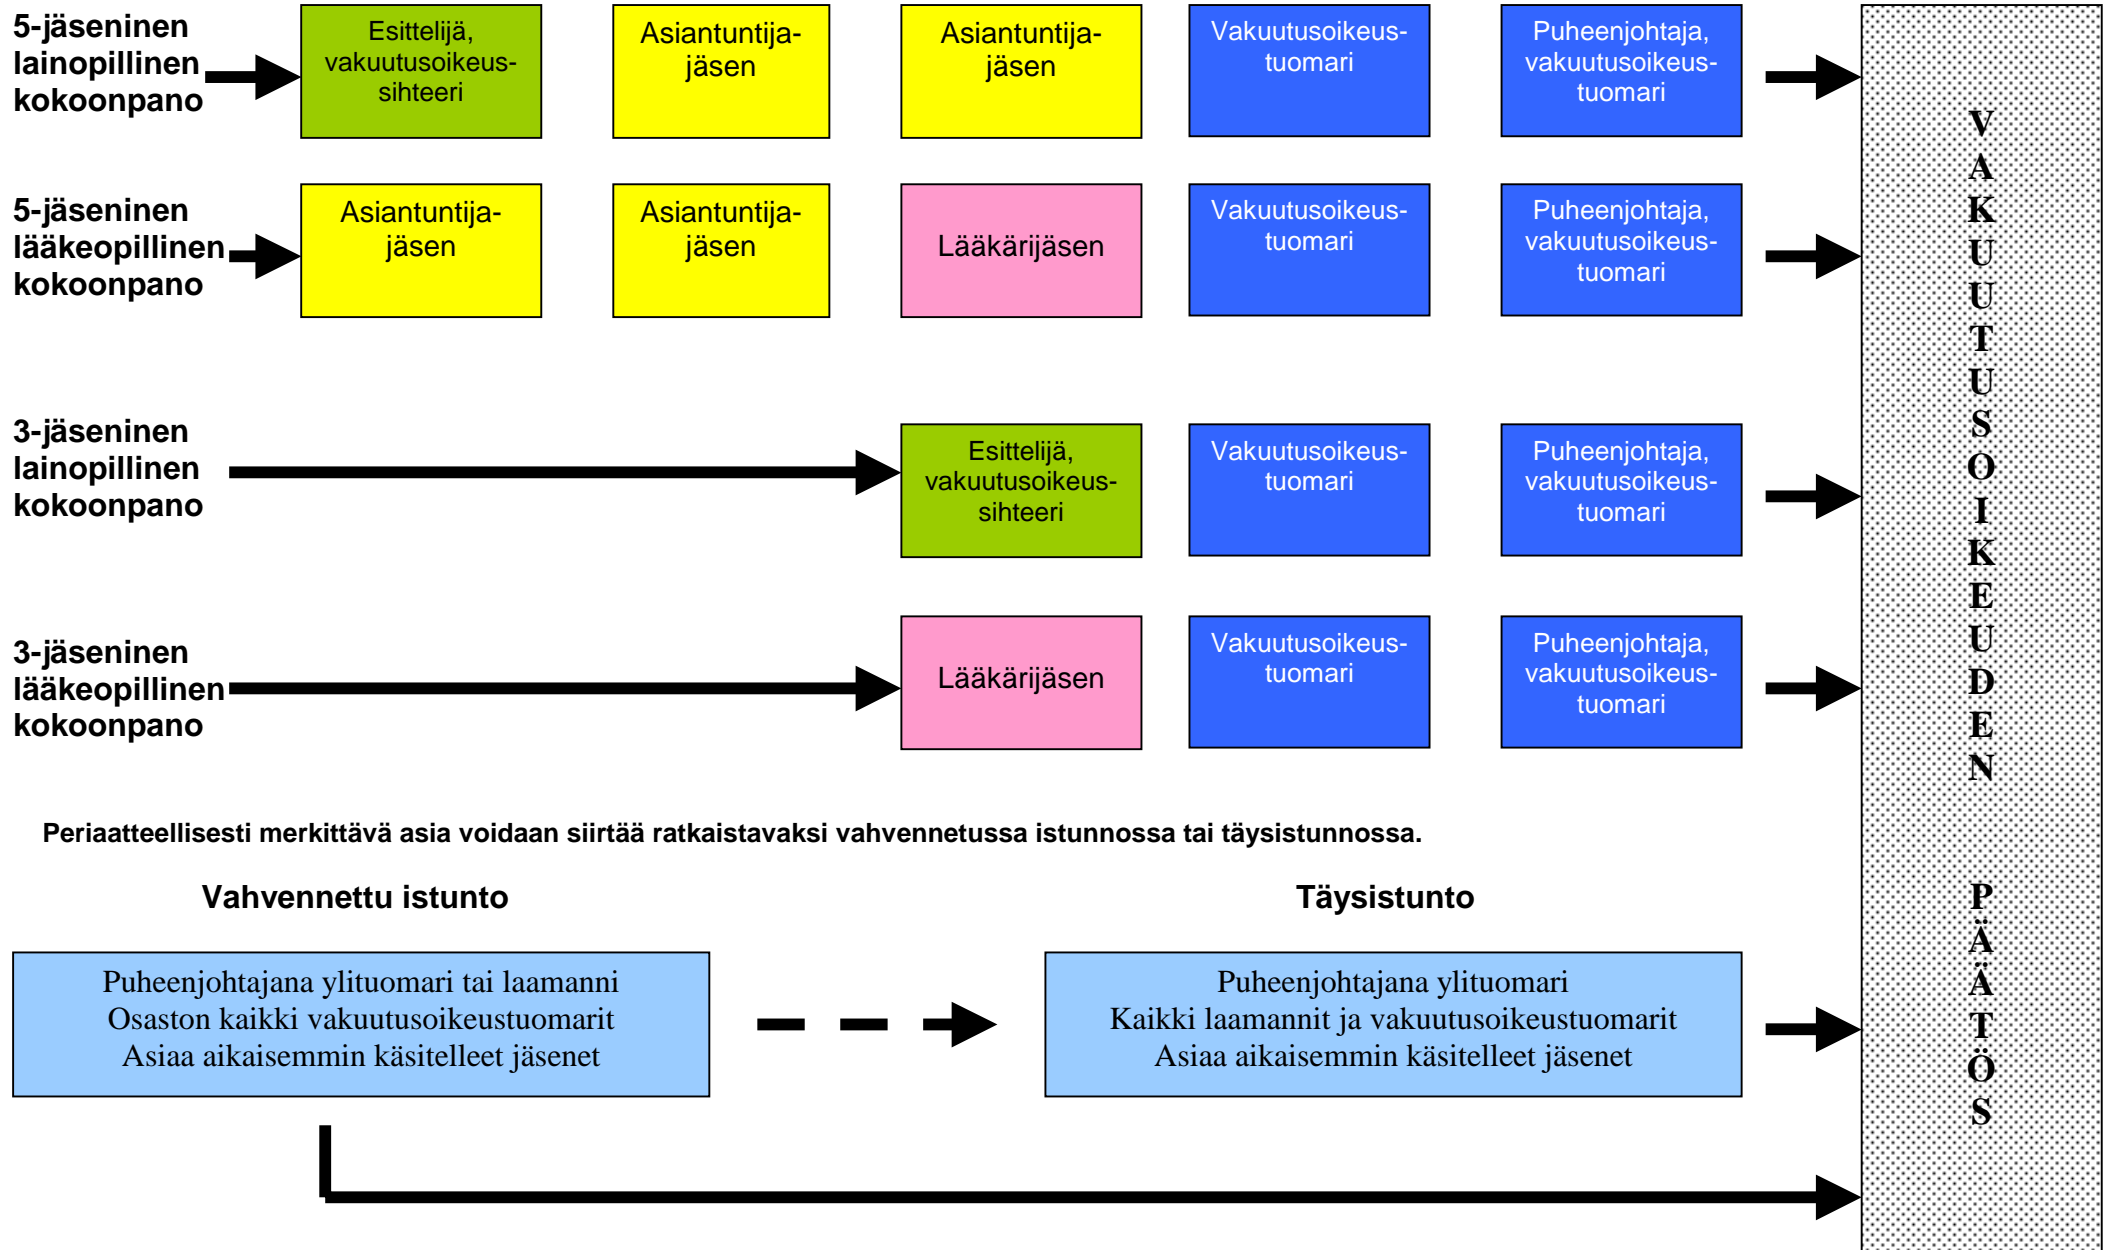 5-jäseninen
lainopillinen
kokoonpano
Esittelijä,
vakuutusoikeus-
sihteeri
Asiantuntija-
jäsen
Asiantuntija-
jäsen
Vakuutusoikeus-
tuomari
Puheenjohtaja,
vakuutusoikeus-
tuomari
5-jäseninen
lääkeopillinen
kokoonpano
Asiantuntija-
jäsen
Asiantuntija-
jäsen
Lääkärijäsen
Vakuutusoikeus-
tuomari
Puheenjohtaja,
vakuutusoikeus-
tuomari
3-jäseninen
lainopillinen
kokoonpano
Esittelijä,
vakuutusoikeus-
sihteeri
Vakuutusoikeus-
tuomari
Puheenjohtaja,
vakuutusoikeus-
tuomari
3-jäseninen
lääkeopillinen
kokoonpano
Lääkärijäsen
Vakuutusoikeus-
tuomari
Puheenjohtaja,
vakuutusoikeus-
tuomari
Periaatteellisesti merkittävä asia voidaan siirtää ratkaistavaksi vahvennetussa istunnossa tai täysistunnossa.
Vahvennettu istunto
Puheenjohtajana ylituomari tai laamanni
Osaston kaikki vakuutusoikeustuomarit
Asiaa aikaisemmin käsitelleet jäsenet
Täysistunto
Puheenjohtajana ylituomari
Kaikki laamannit ja vakuutusoikeustuomarit
Asiaa aikaisemmin käsitelleet jäsenet
VAKUUTUSOIKEUDEN PÄÄTÖS